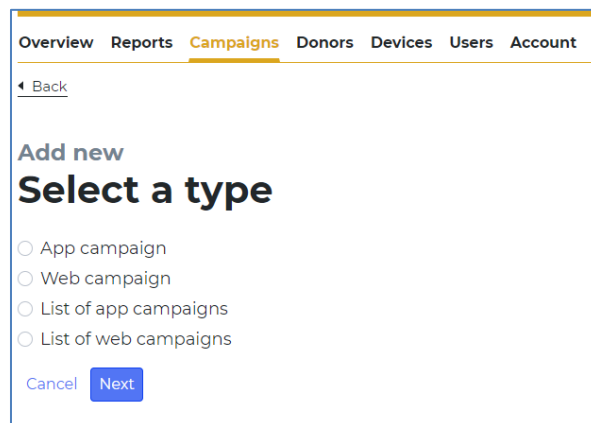 Overview Reports Campaigns Donors Devices Users Account
Back
Add new
Select a type
App campaign
Web campaign
List of app campaigns
List of web campaigns
Cancel Next